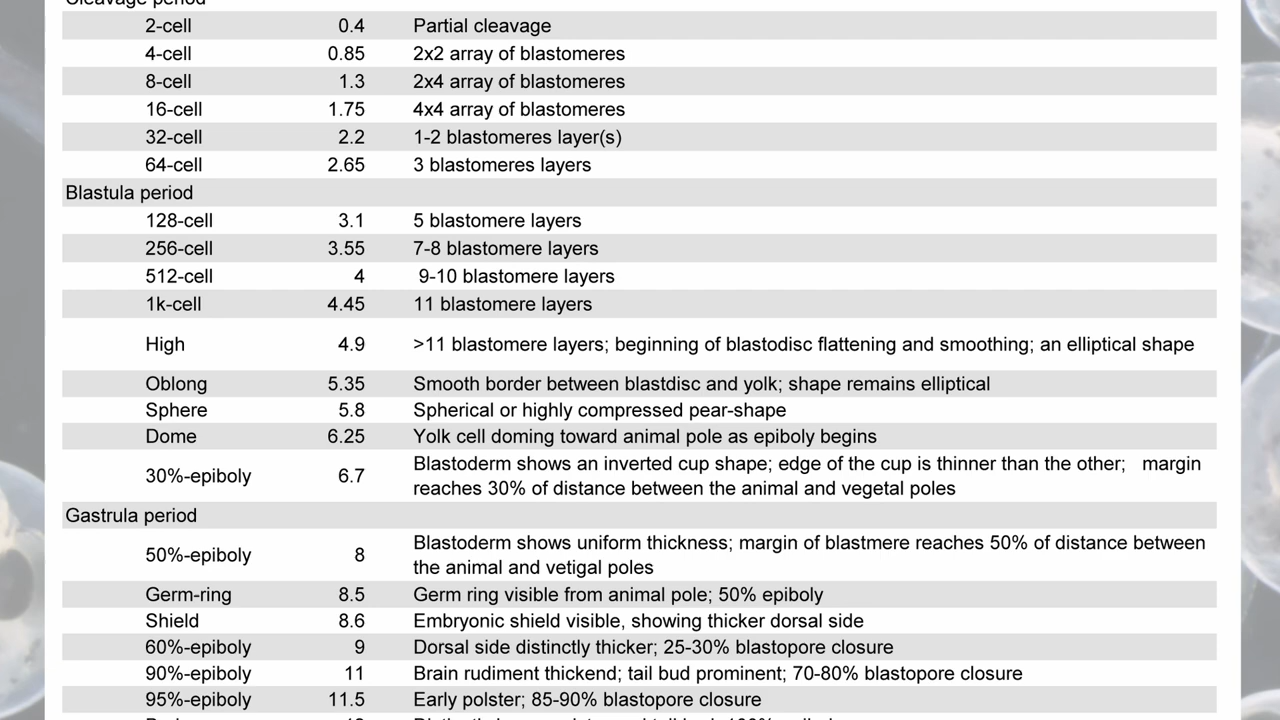 Cleavage period
2-cell 0.4 Partial cleavage
4-cell 0.85 2x2 array of blastomeres
8-cell 1.3 2x4 array of blastomeres
16-cell 1.75 4x4 array of blastomeres
32-cell 2.2 1-2 blastomeres layer(s)
64-cell 2.65 3 blastomeres layers
Blastula period
128-cell 3.1 5 blastomere layers
256-cell 3.55 7-8 blastomere layers
512-cell 4 9-10 blastomere layers
1k-cell 4.45 11 blastomere layers
High 4.9 >11 blastomere layers; beginning of blastodisc flattening and smoothing; an elliptical shape
Oblong 5.35 Smooth border between blastdisc and yolk; shape remains elliptical
Sphere 5.8 Spherical or highly compressed pear-shape
Dome 6.25 Yolk cell doming toward animal pole as epiboly begins
30%-epiboly 6.7 Blastoderm shows an inverted cup shape; edge of the cup is thinner than the other; margin
reaches 30% of distance between the animal and vegetal poles
Gastrula period
50%-epiboly 8 Blastoderm shows uniform thickness; margin of blastmere reaches 50% of distance between
the animal and vetigal poles
Germ-ring 8.5 Germ ring visible from animal pole; 50% epiboly
Shield 8.6 Embryonic shield visible, showing thicker dorsal side
60%-epiboly 9 Dorsal side distinctly thicker; 25-30% blastopore closure
90%-epiboly 11 Brain rudiment thickend; tail bud prominent; 70-80% blastopore closure
95%-epiboly 11.5 Early polster; 85-90% blastopore closure